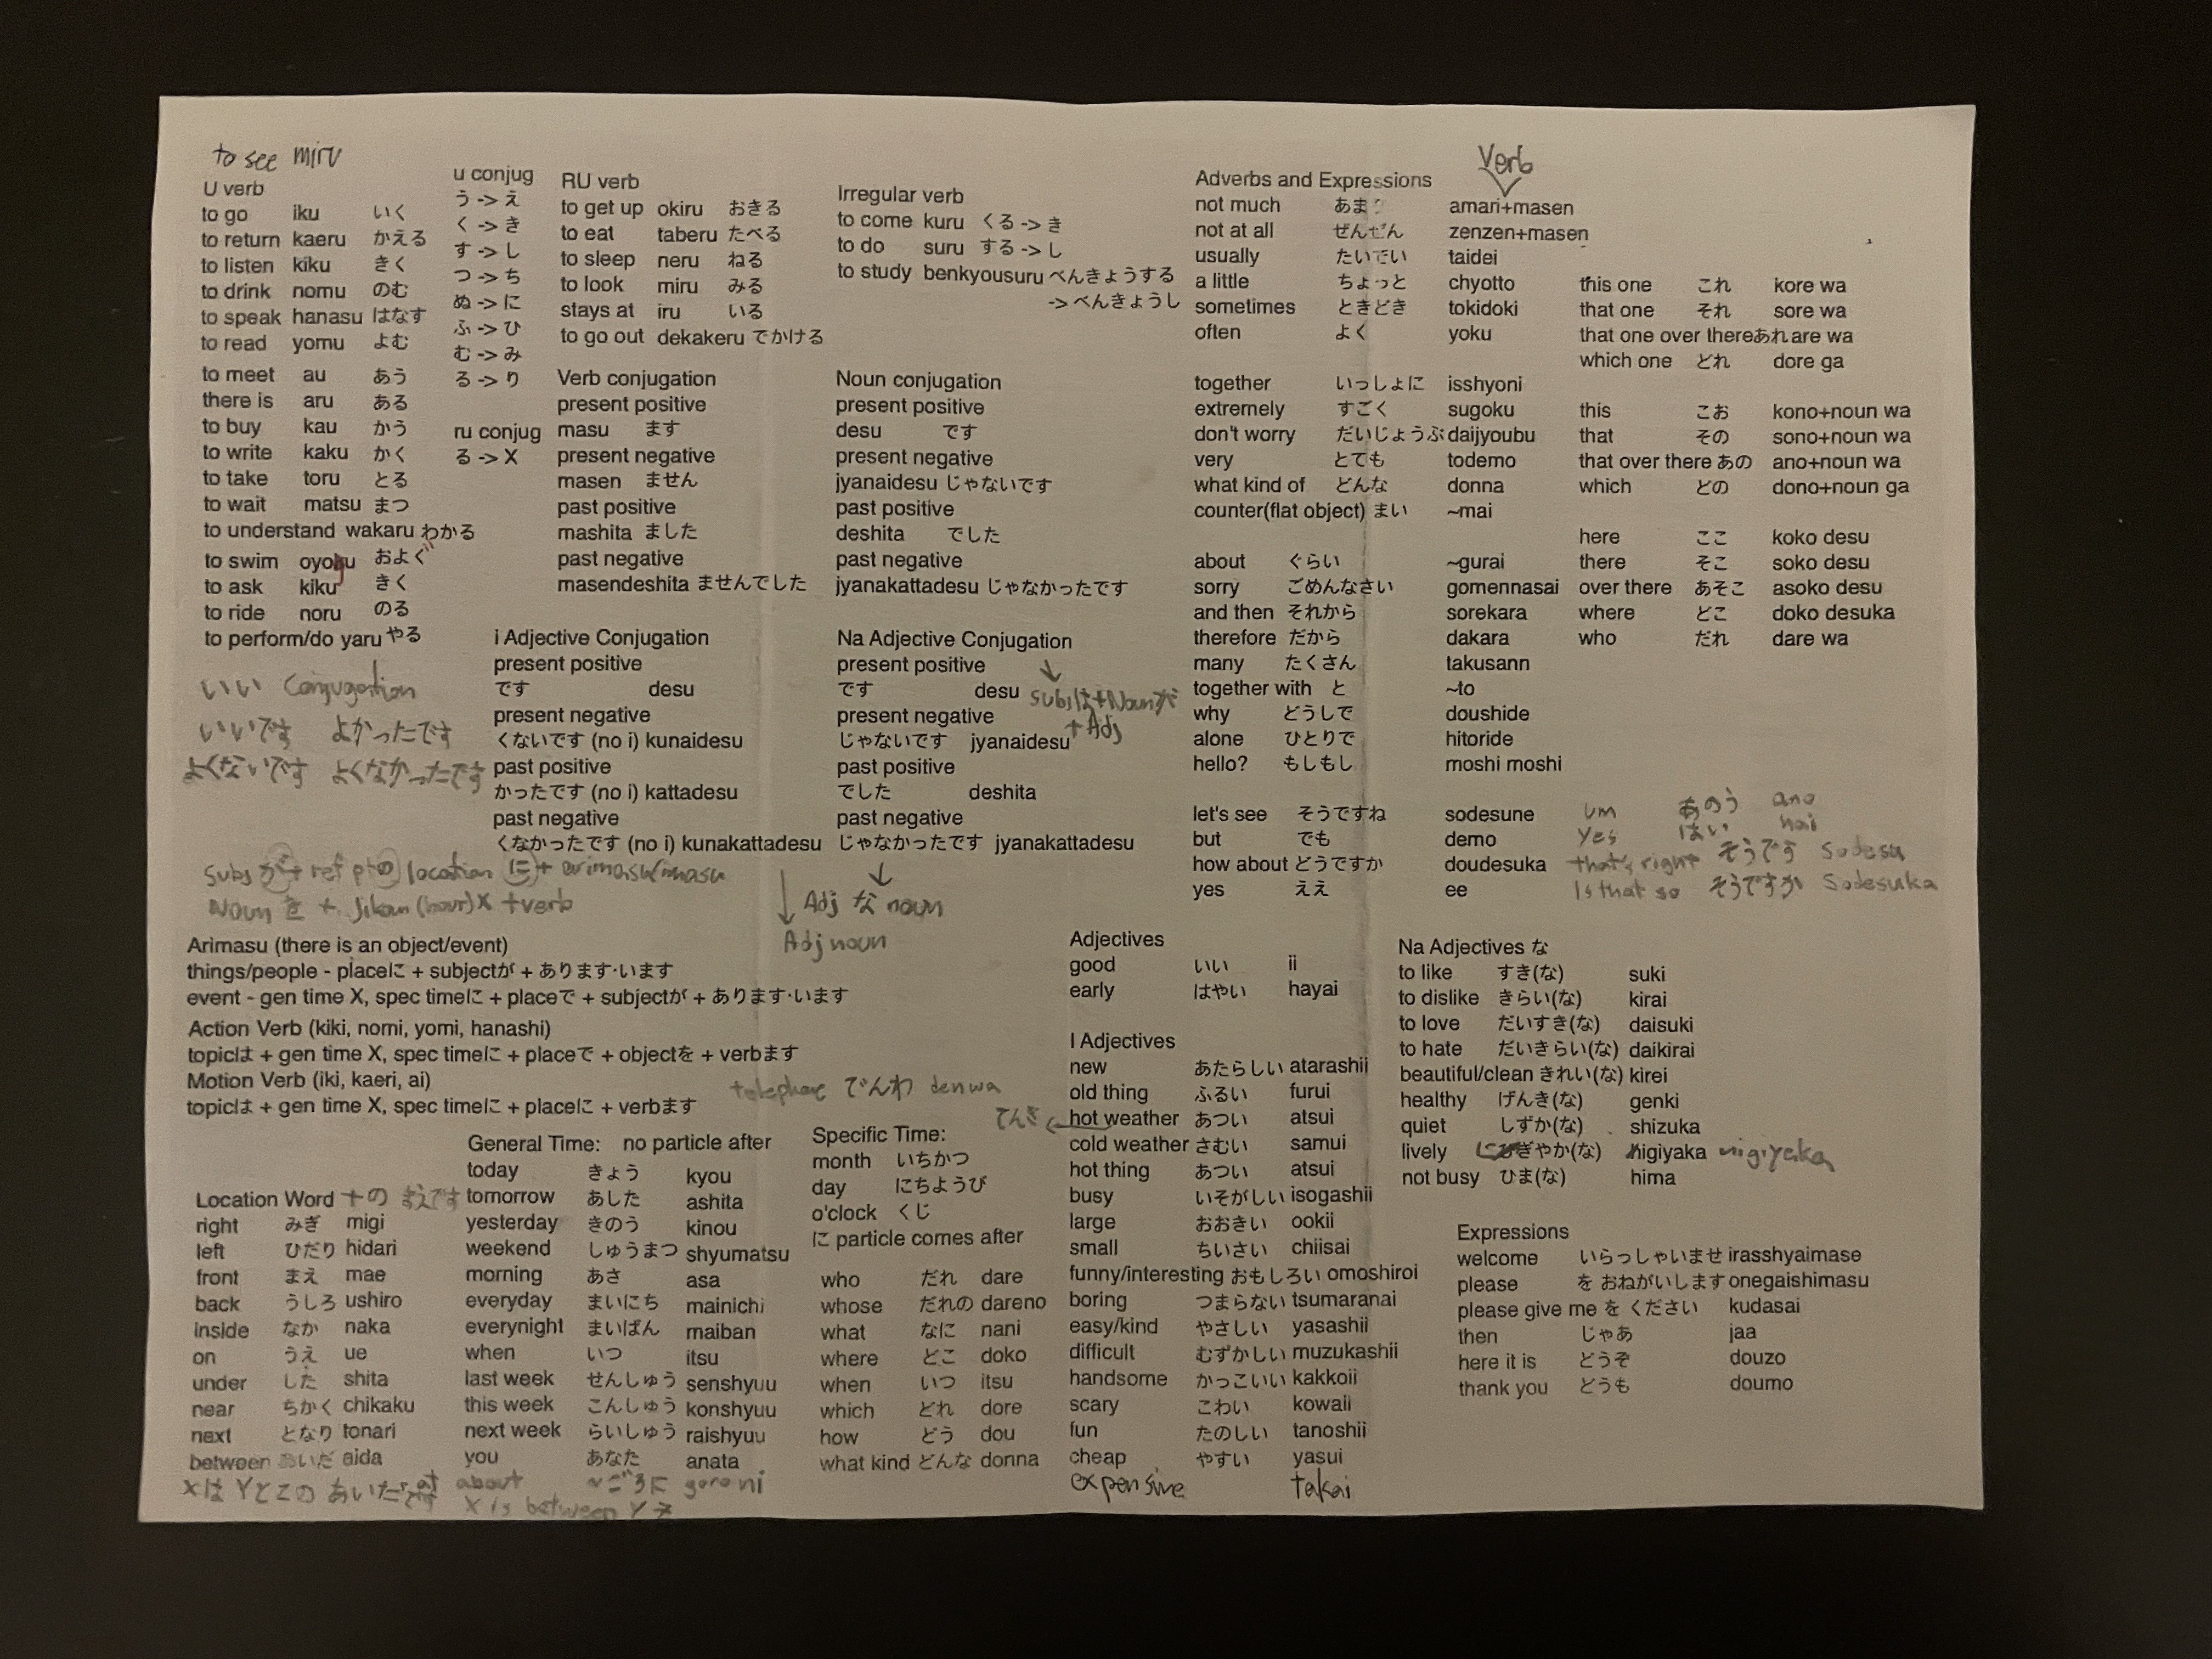 to see miru
U verb
to go iku いく
to return kaeru かえる
to listen kiku きく
to drink nomu のむ
to speak hanasu はなす
to read yomu よむ
to meet au あう
there is aru ある
to buy kau かう
to write kaku かく
to take toru とる
to wait matsu まつ
to understand wakaru わかる
to swim oyogu およぐ
to ask kiku きく
to ride noru のる
to perform/do yaru やる
いい Conjugation
いいです よかったです
よくないです よくなかったです
u conjug
う -> え
く -> き
す -> し
つ -> ち
ぬ -> に
ふ -> ひ
む -> み
る -> り
ru conjug
る -> X
RU verb
to get up okiru おきる
to eat taberu たべる
to sleep neru ねる
to look miru みる
stays at iru いる
to go out dekakeru でかける
Verb conjugation
present positive
masu ます
present negative
masen ません
past positive
mashita ました
past negative
masendeshita ませんでした
Irregular verb
to come kuru くる -> き
to do suru する -> し
to study benkyousuru べんきょうする
-> べんきょうし
Noun conjugation
present positive
desu です
present negative
jyanaidesu じゃないです
past positive
deshita でした
past negative
jyanakattadesu じゃなかったです
i Adjective Conjugation
present positive
です desu
present negative
くないです (no i) kunaidesu
past positive
かったです (no i) kattadesu
past negative
くなかったです (no i) kunakattadesu
Adj noun
Na Adjective Conjugation
present positive
です desu
subjは+Nounが
+Adj
present negative
じゃないです jyanaidesu
past positive
でした deshita
past negative
じゃなかったです jyanakattadesu
Adj な noun
Adverbs and Expressions
Verb
not much あま amari+masen
not at all ぜんぜん zenzen+masen
usually たいてい taidei
a little ちょっと chyotto
sometimes ときどき tokidoki
often よく yoku
together いっしょに isshyoni
extremely すごく sugoku
don't worry だいじょうぶ daijyoubu
very とても todemo
what kind of どんな donna
counter(flat object) まい ~mai
about ぐらい ~gurai
sorry ごめんなさい gomennasai
and then それから sorekara
therefore だから dakara
many たくさん takusann
together with と ~to
why どうしで doushide
alone ひとりで hitoride
hello? もしもし moshi moshi
let's see そうですね sodesune
but でも demo
how about どうですか doudesuka
yes ええ ee
this one これ kore wa
that one それ sore wa
that one over thereあれ are wa
which one どれ dore ga
this こお kono+noun wa
that その sono+noun wa
that over there あの ano+noun wa
which どの dono+noun ga
here ここ koko desu
there そこ soko desu
over there あそこ asoko desu
where どこ doko desuka
who だれ dare wa
um あのう ano
yes はい hai
that's right そうです Sodesu
Is that so そうですか Sodesuka
subj が + ref pt の location に + arimasu/imasu
Noun を + jikan (hour) X + verb
Arimasu (there is an object/event)
things/people - placeに + subjectが + あります·います
event - gen time X, spec timeに + placeで + subjectが + あります·います
Action Verb (kiki, nomi, yomi, hanashi)
topicは + gen time X, spec timeに + placeで + objectを + verbます
Motion Verb (iki, kaeri, ai)
topicは + gen time X, spec timeに + placeに + verbます
telephone でんわ denwa
Location Word +の まえです
right みぎ migi
left ひだり hidari
front まえ mae
back うしろ ushiro
inside なか naka
on うえ ue
under した shita
near ちかく chikaku
next となり tonari
between あいだ aida
XはYとZの あいだです
General Time: no particle after
today きょう kyou
tomorrow あした ashita
yesterday きのう kinou
weekend しゅうまつ shyumatsu
morning あさ asa
everyday まいにち mainichi
everynight まいばん maiban
when いつ itsu
last week せんしゅう senshyuu
this week こんしゅう konshyuu
next week らいしゅう raishyuu
you あなた anata
at about ~ごろに goro ni
X is between Y Z
Specific Time:
month いちかつ
day にちようび
o'clock くじ
に particle comes after
who だれ dare
whose だれの dareno
what なに nani
where どこ doko
when いつ itsu
which どれ dore
how どう dou
what kind どんな donna
Adjectives
good いい ii
early はやい hayai
I Adjectives
new あたらしい atarashii
old thing ふるい furui
てんき
hot weather あつい atsui
cold weather さむい samui
hot thing あつい atsui
busy いそがしい isogashii
large おおきい ookii
small ちいさい chiisai
funny/interesting おもしろい omoshiroi
boring つまらない tsumaranai
easy/kind やさしい yasashii
difficult むずかしい muzukashii
handsome かっこいい kakkoii
scary こわい kowaii
fun たのしい tanoshii
cheap やすい yasui
expensive takai
Na Adjectives な
to like すき(な) suki
to dislike きらい(な) kirai
to love だいすき(な) daisuki
to hate だいきらい(な) daikirai
beautiful/clean きれい(な) kirei
healthy げんき(な) genki
quiet しずか(な) shizuka
lively にぎやか(な) higiyaka nigiyaka
not busy ひま(な) hima
Expressions
welcome いらっしゃいませ irasshyaimase
please を おねがいします onegaishimasu
please give me を ください kudasai
then じゃあ jaa
here it is どうぞ douzo
thank you どうも doumo